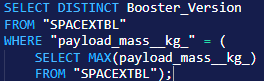 SELECT DISTINCT Booster_Version
FROM "SPACEXTBL"
WHERE "payload_mass__kg_" = (
SELECT MAX(payload_mass__kg_)
FROM "SPACEXTBL");